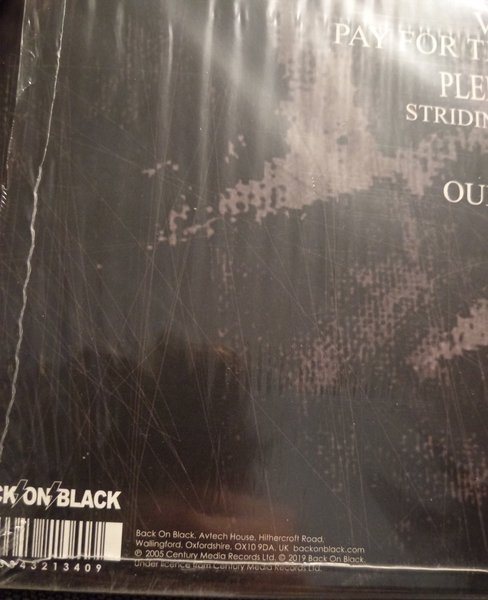 PAY FOR T
PLE
STRIDIN
OU
CK/ON/BLACK
Back On Black, Avtech House, Hithercroft Road,
Wallingford, Oxfordshire, OX10 9DA, UK backonblack.com
℗ 2005 Century Media Records Ltd. © 2019 Back On Black.
Under licence from Century Media Records Ltd.
43213409